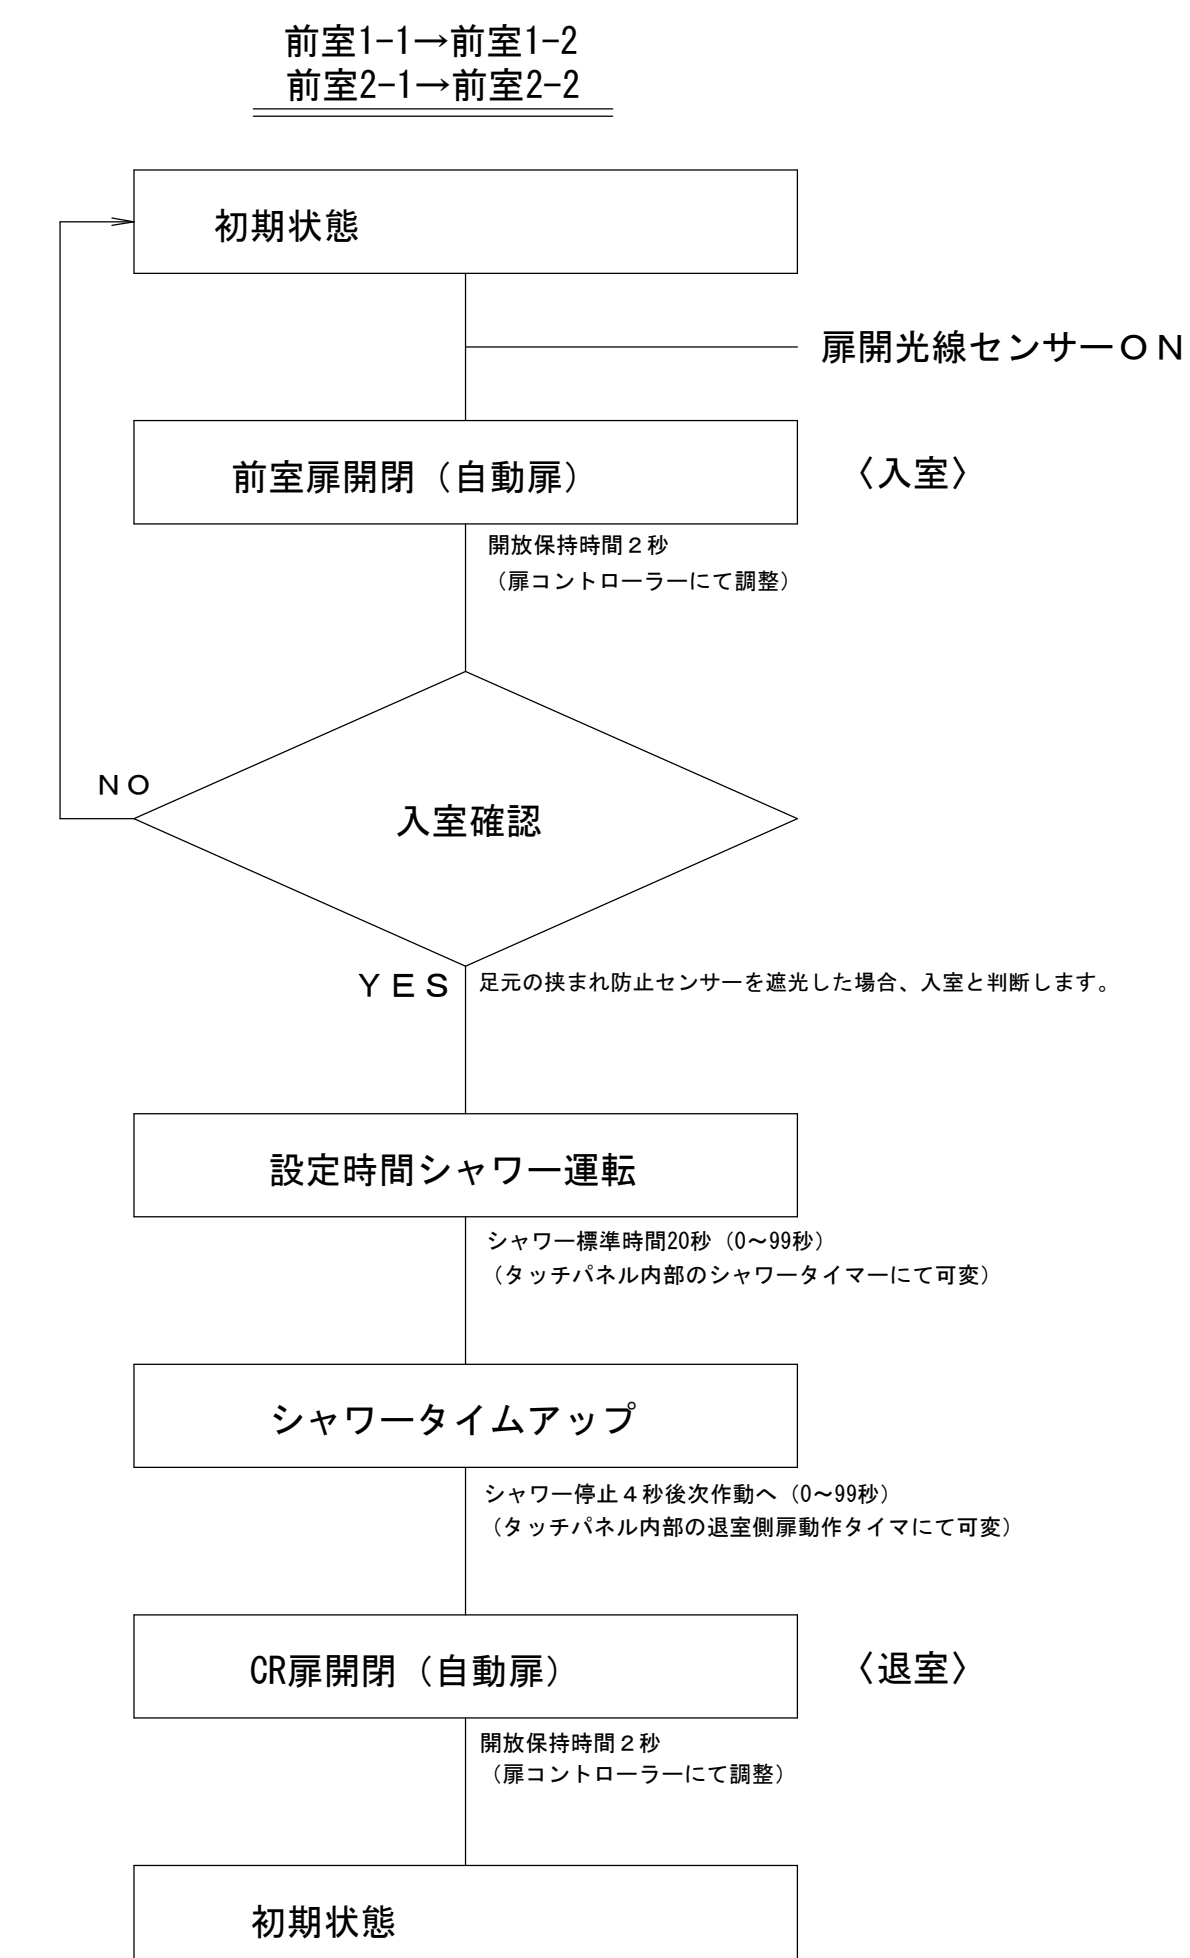 前室1-1→前室1-2
前室2-1→前室2-2
初期状態
扉開光線センサーＯＮ
前室扉開閉（自動扉）
〈入室〉
開放保持時間２秒
（扉コントローラーにて調整）
ＮＯ
入室確認
ＹＥＳ
足元の挟まれ防止センサーを遮光した場合、入室と判断します。
設定時間シャワー運転
シャワー標準時間20秒（0～99秒）
（タッチパネル内部のシャワータイマーにて可変）
シャワータイムアップ
シャワー停止４秒後次作動へ（0～99秒）
（タッチパネル内部の退室側扉動作タイマにて可変）
CR扉開閉（自動扉）
〈退室〉
開放保持時間２秒
（扉コントローラーにて調整）
初期状態